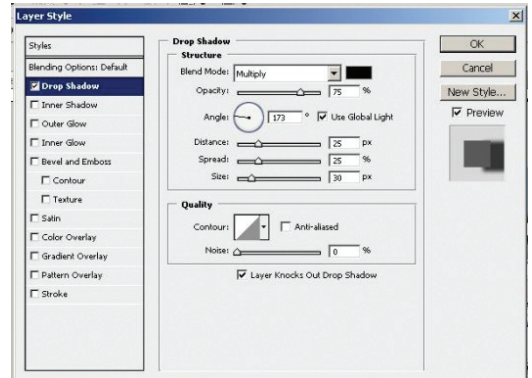 Layer Style
Styles
Blending Options: Default
Drop Shadow
Inner Shadow
Outer Glow
Inner Glow
Bevel and Emboss
Contour
Texture
Satin
Color Overlay
Gradient Overlay
Pattern Overlay
Stroke
Drop Shadow
Structure
Blend Mode: Multiply
Opacity: 75 %
Angle: 173 ° Use Global Light
Distance: 25 px
Spread: 25 %
Size: 30 px
Quality
Contour: Anti-aliased
Noise: 0 %
Layer Knocks Out Drop Shadow
OK
Cancel
New Style...
Preview